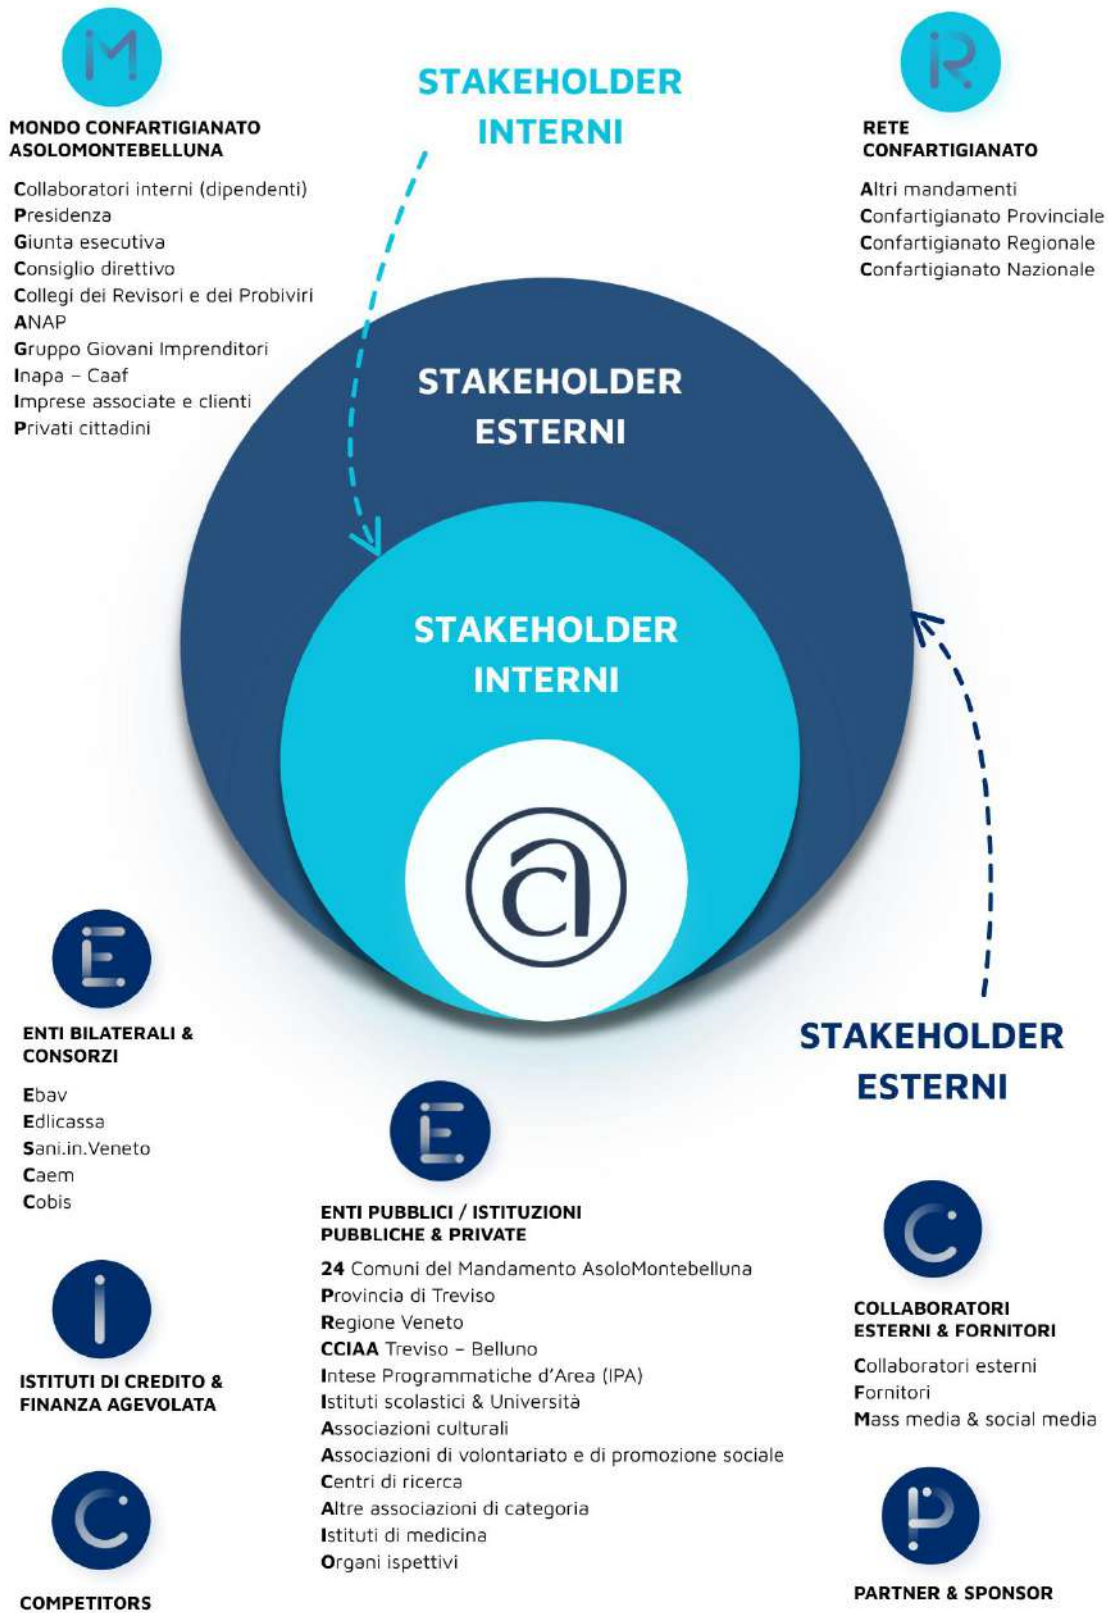 M
MONDO CONFARTIGIANATO
ASOLOMONTEBELLUNA
Collaboratori interni (dipendenti)
Presidenza
Giunta esecutiva
Consiglio direttivo
Collegi dei Revisori e dei Probiviri
ANAP
Gruppo Giovani Imprenditori
Inapa – Caaf
Imprese associate e clienti
Privati cittadini
STAKEHOLDER
INTERNI
R
RETE
CONFARTIGIANATO
Altri mandamenti
Confartigianato Provinciale
Confartigianato Regionale
Confartigianato Nazionale
STAKEHOLDER
ESTERNI
STAKEHOLDER
INTERNI
ca
STAKEHOLDER
ESTERNI
E
ENTI BILATERALI &
CONSORZI
Ebav
Edlicassa
Sani.in.Veneto
Caem
Cobis
I
ISTITUTI DI CREDITO &
FINANZA AGEVOLATA
C
COMPETITORS
E
ENTI PUBBLICI / ISTITUZIONI
PUBBLICHE & PRIVATE
24 Comuni del Mandamento AsoloMontebelluna
Provincia di Treviso
Regione Veneto
CCIAA Treviso – Belluno
Intese Programmatiche d'Area (IPA)
Istituti scolastici & Università
Associazioni culturali
Associazioni di volontariato e di promozione sociale
Centri di ricerca
Altre associazioni di categoria
Istituti di medicina
Organi ispettivi
C
COLLABORATORI
ESTERNI & FORNITORI
Collaboratori esterni
Fornitori
Mass media & social media
P
PARTNER & SPONSOR